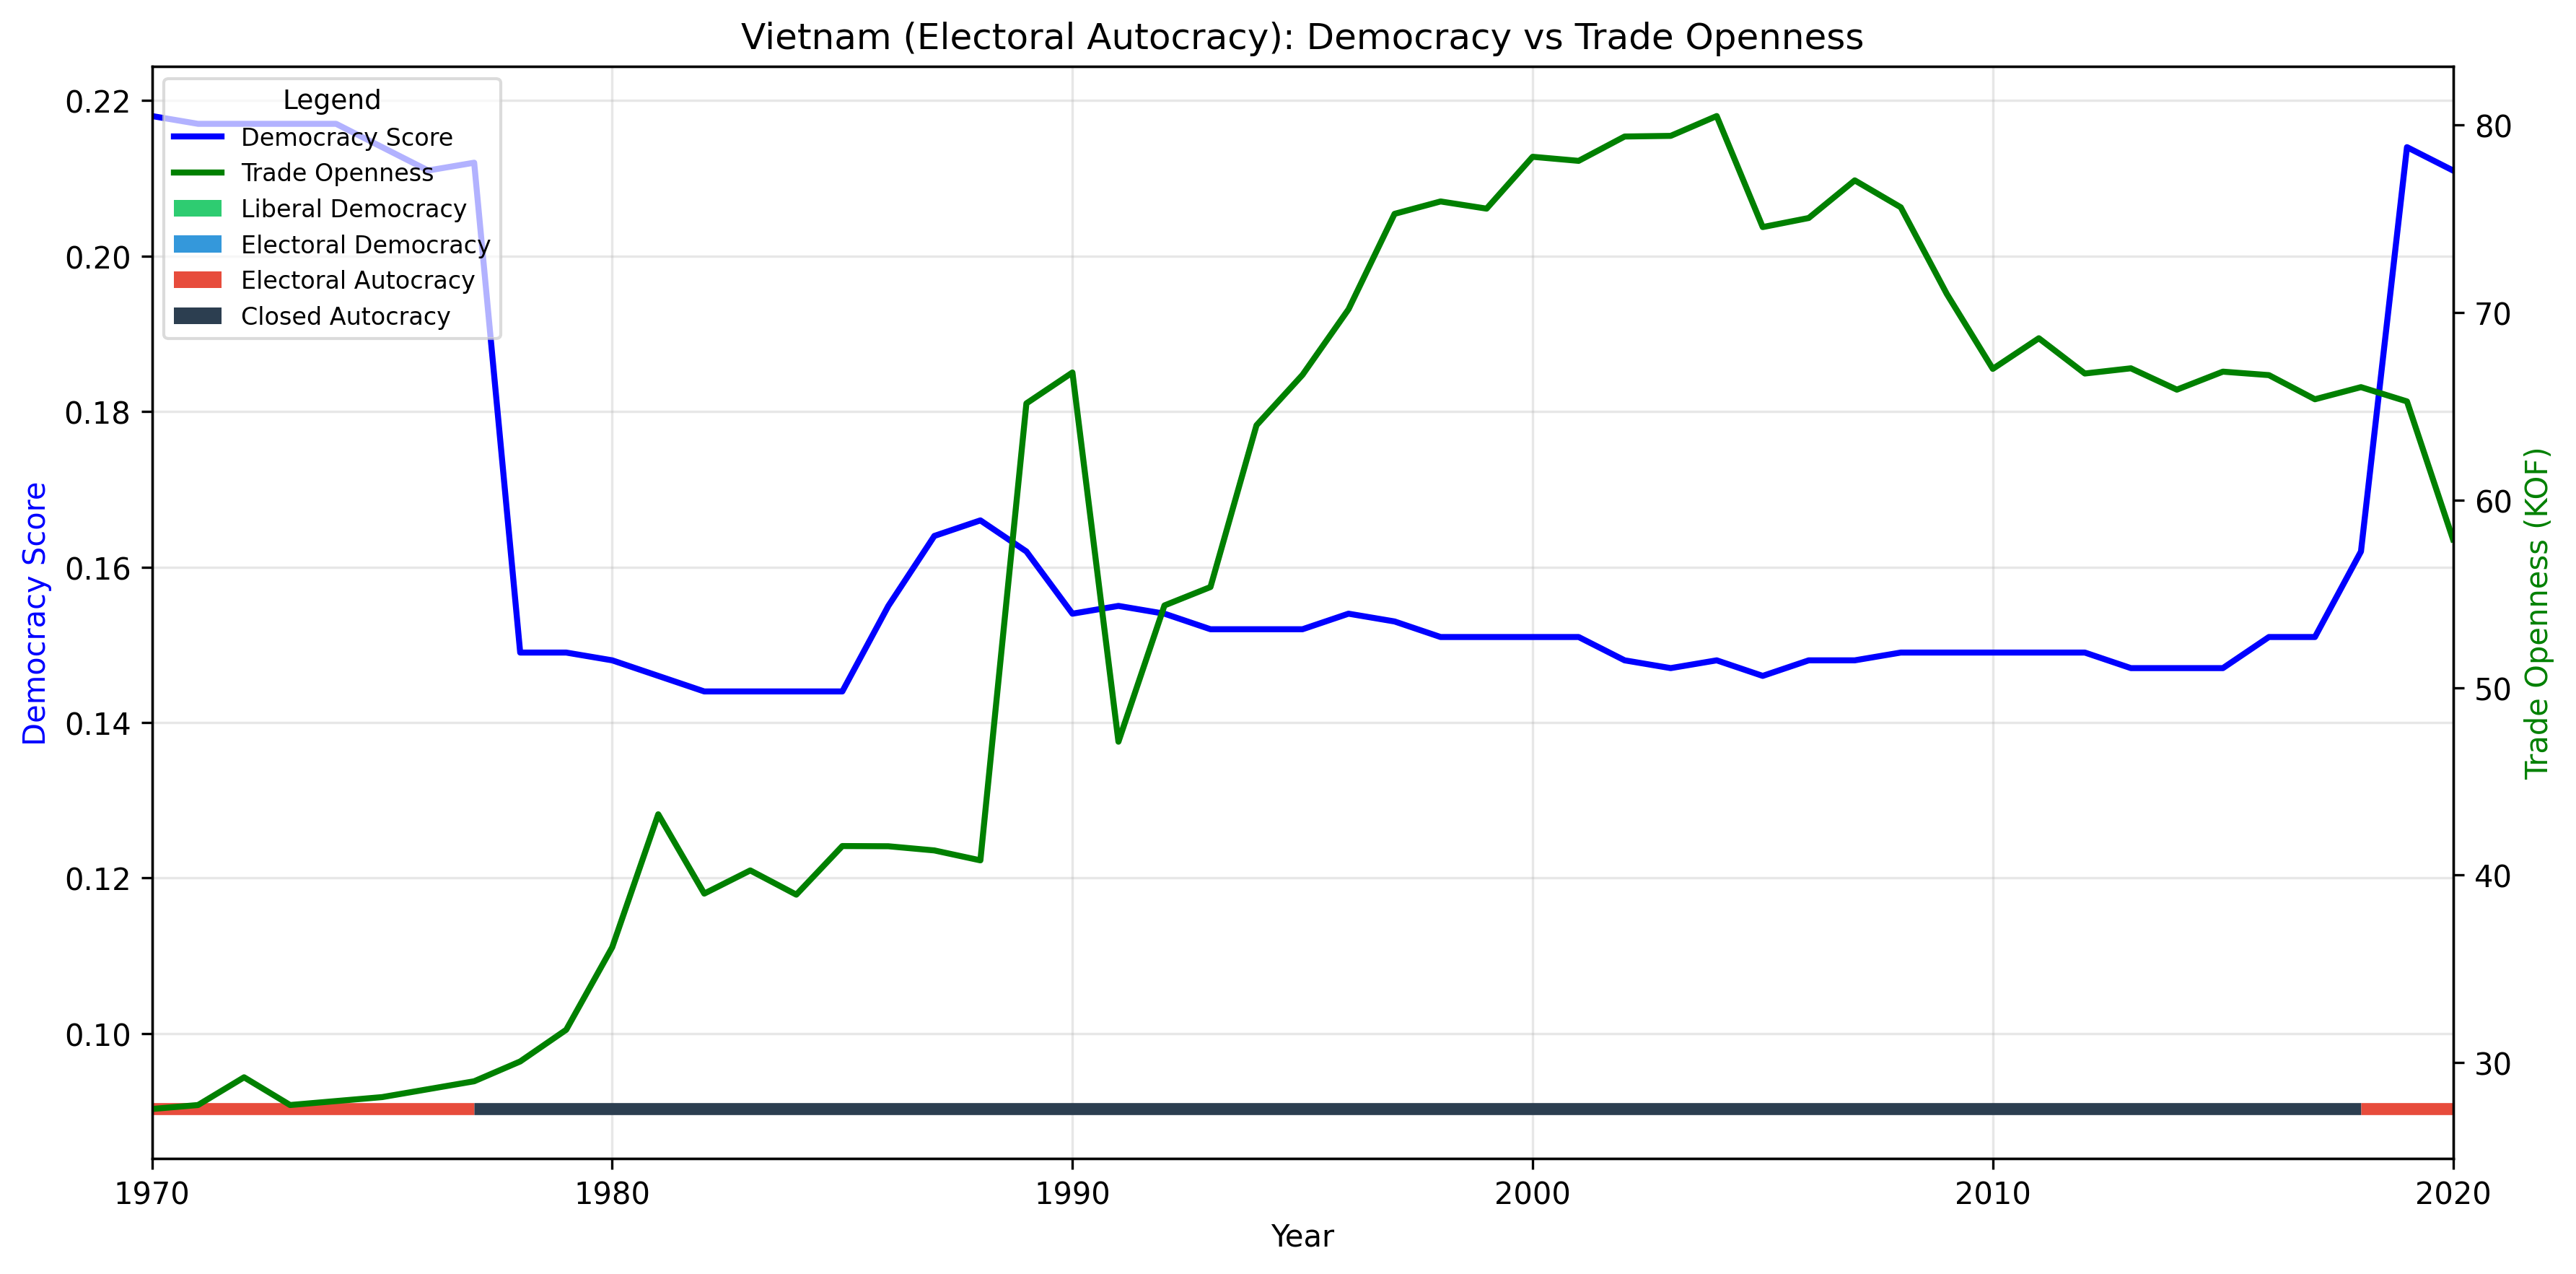 Vietnam (Electoral Autocracy): Democracy vs Trade Openness
Legend
Democracy Score
Trade Openness
Liberal Democracy
Electoral Democracy
Electoral Autocracy
Closed Autocracy
Democracy Score
0.22
0.20
0.18
0.16
0.14
0.12
0.10
80
70
60
50
40
30
Trade Openness (KOF)
1970
1980
1990
2000
2010
2020
Year